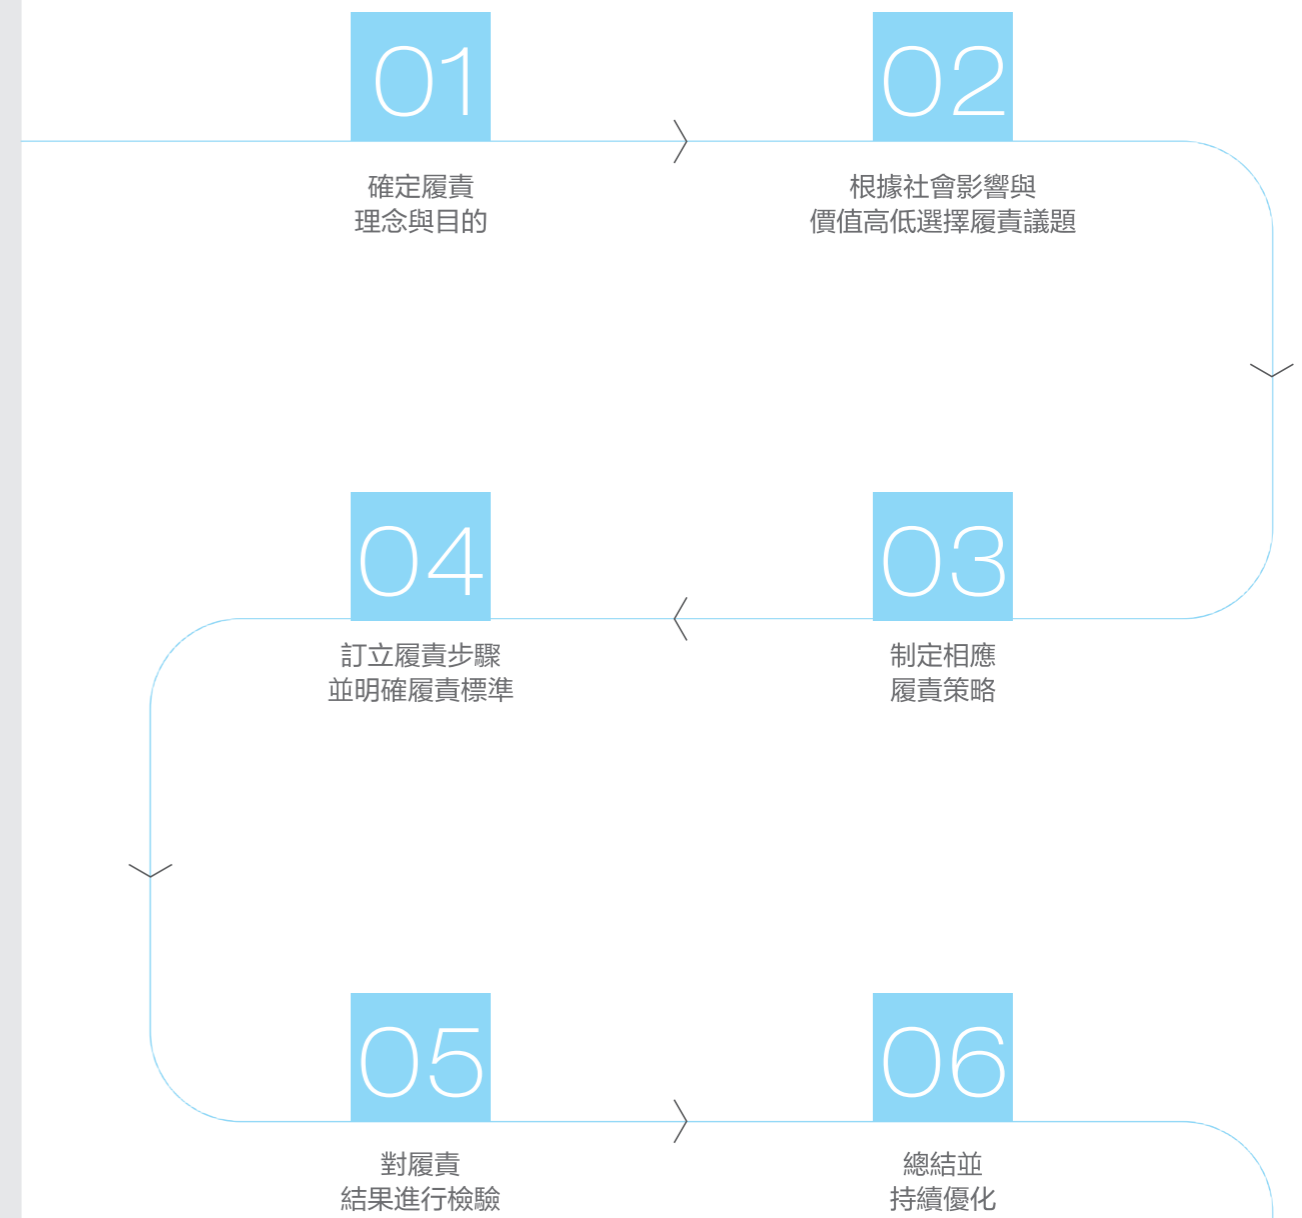 01
確定履責
理念與目的
02
根據社會影響與
價值高低選擇履責議題
03
制定相應
履責策略
04
訂立履責步驟
並明確履責標準
05
對履責
結果進行檢驗
06
總結並
持續優化